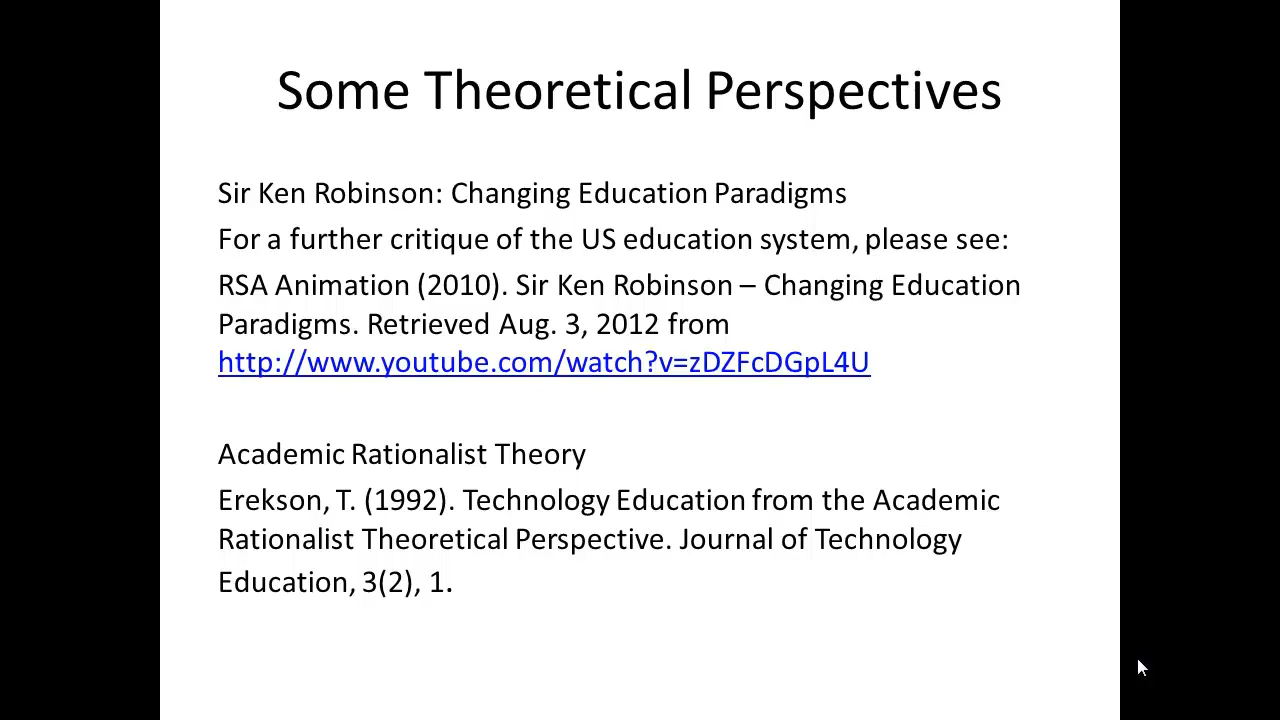 Some Theoretical Perspectives
Sir Ken Robinson: Changing Education Paradigms
For a further critique of the US education system, please see:
RSA Animation (2010). Sir Ken Robinson – Changing Education
Paradigms. Retrieved Aug. 3, 2012 from
http://www.youtube.com/watch?v=zDZFcDGpL4U
Academic Rationalist Theory
Erekson, T. (1992). Technology Education from the Academic
Rationalist Theoretical Perspective. Journal of Technology
Education, 3(2), 1.